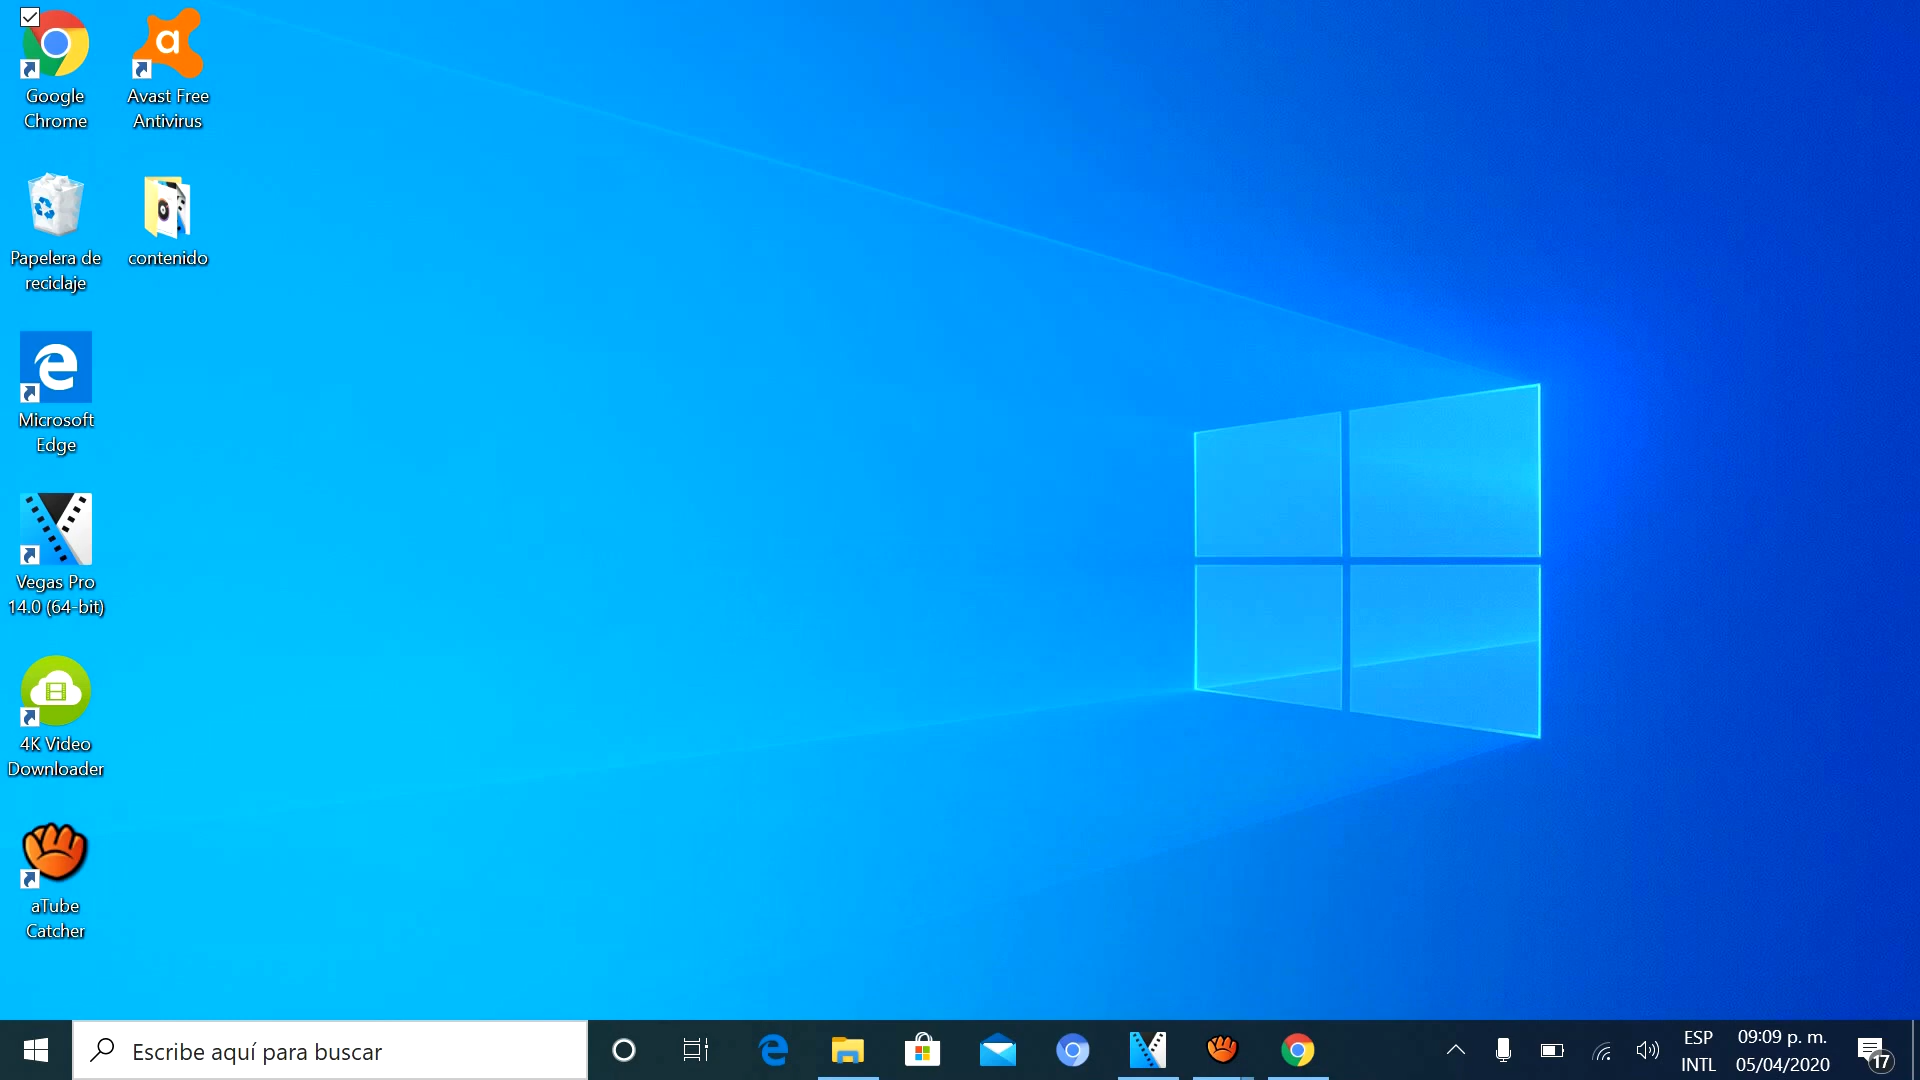 Google
Chrome
Avast Free
Antivirus
Papelera de
reciclaje
contenido
Microsoft
Edge
Vegas Pro
14.0 (64-bit)
4K Video
Downloader
aTube
Catcher
Escribe aquí para buscar
ESP
INTL
09:09 p. m.
05/04/2020
17